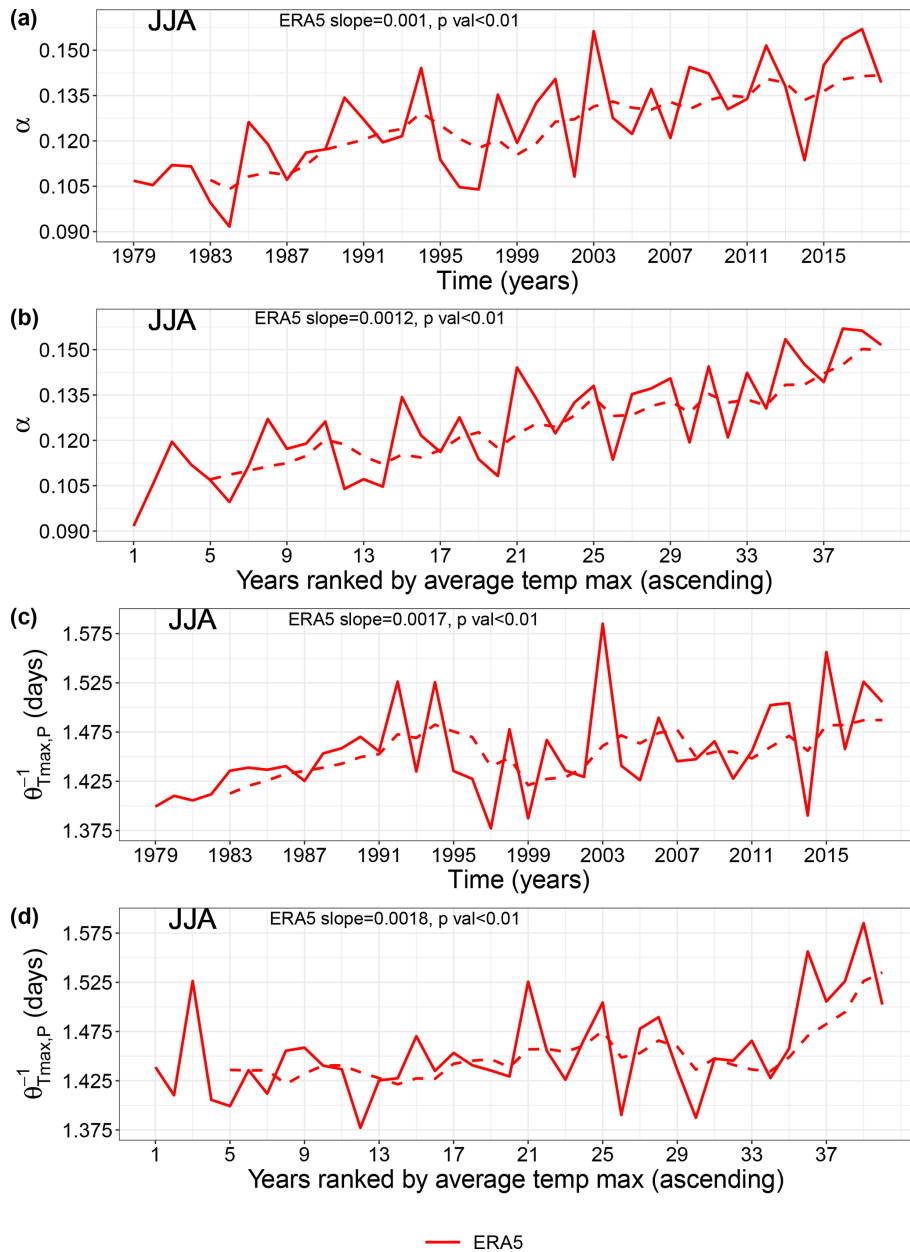 (a)
JJA
ERA5 slope=0.001, p val<0.01
α
0.150
0.135
0.120
0.105
0.090
1979 1983 1987 1991 1995 1999 2003 2007 2011 2015
Time (years)
(b)
JJA
ERA5 slope=0.0012, p val<0.01
α
0.150
0.135
0.120
0.105
0.090
1 5 9 13 17 21 25 29 33 37
Years ranked by average temp max (ascending)
(c)
JJA
ERA5 slope=0.0017, p val<0.01
θ⁻¹Tmax,P (days)
1.575
1.525
1.475
1.425
1.375
1979 1983 1987 1991 1995 1999 2003 2007 2011 2015
Time (years)
(d)
JJA
ERA5 slope=0.0018, p val<0.01
θ⁻¹Tmax,P (days)
1.575
1.525
1.475
1.425
1.375
1 5 9 13 17 21 25 29 33 37
Years ranked by average temp max (ascending)
ERA5